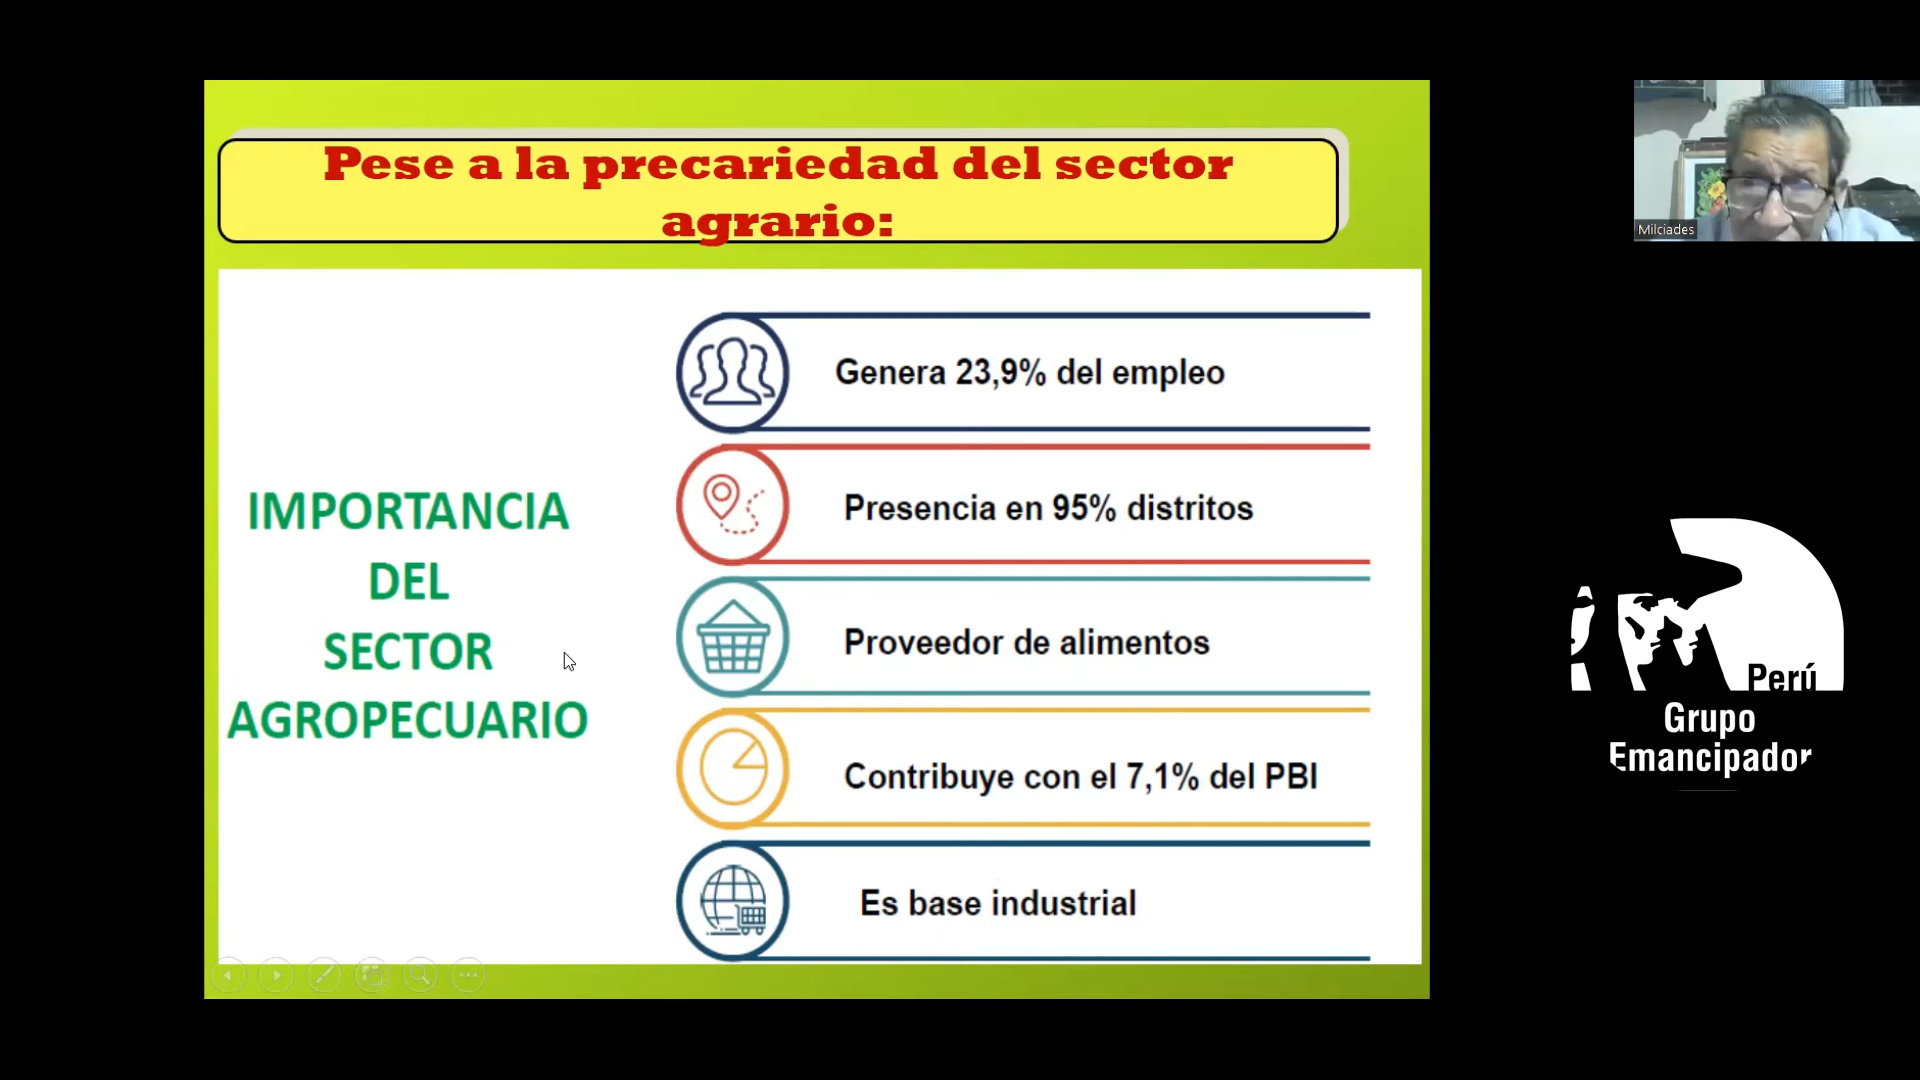 Pese a la precariedad del sector
agrario:
IMPORTANCIA
DEL
SECTOR
AGROPECUARIO
Genera 23,9% del empleo
Presencia en 95% distritos
Proveedor de alimentos
Contribuye con el 7,1% del PBI
Es base industrial
Milciades
Perú
Grupo
Emancipador